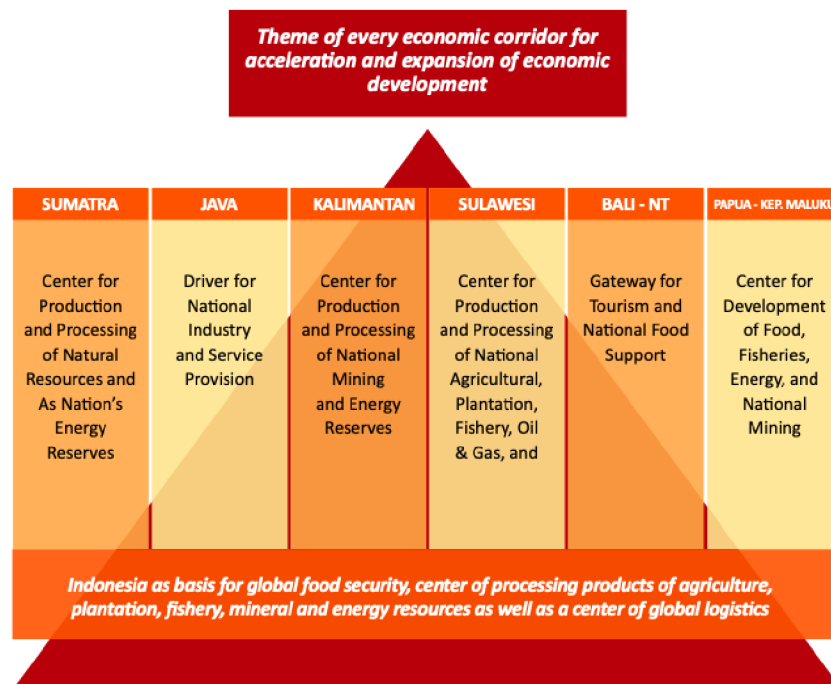 Theme of every economic corridor for
acceleration and expansion of economic
development
SUMATRA
Center for
Production
and Processing
of Natural
Resources and
As Nation's
Energy
Reserves
JAVA
Driver for
National
Industry
and Service
Provision
KALIMANTAN
Center for
Production
and Processing
of National
Mining
and Energy
Reserves
SULAWESI
Center for
Production
and Processing
of National
Agricultural,
Plantation,
Fishery, Oil
& Gas, and
BALI - NT
Gateway for
Tourism and
National Food
Support
PAPUA - KEP. MALUKU
Center for
Development
of Food,
Fisheries,
Energy, and
National
Mining
Indonesia as basis for global food security, center of processing products of agriculture,
plantation, fishery, mineral and energy resources as well as a center of global logistics